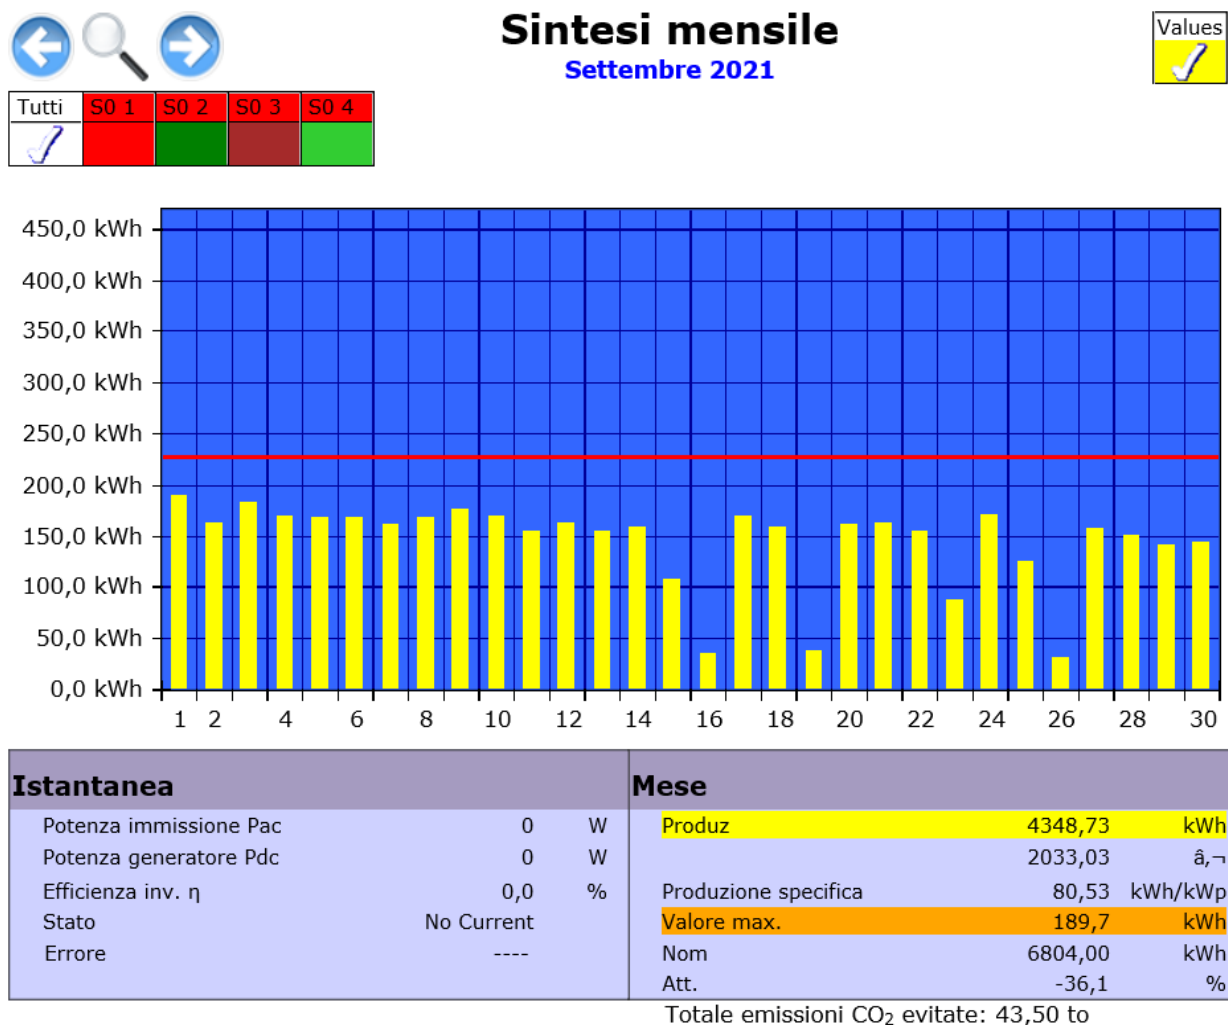 Sintesi mensile
Settembre 2021
Values
Tutti S0 1 S0 2 S0 3 S0 4
450,0 kWh
400,0 kWh
350,0 kWh
300,0 kWh
250,0 kWh
200,0 kWh
150,0 kWh
100,0 kWh
50,0 kWh
0,0 kWh
1 2 4 6 8 10 12 14 16 18 20 22 24 26 28 30
Istantanea
Potenza immissione Pac 0 W
Potenza generatore Pdc 0 W
Efficienza inv. η 0,0 %
Stato No Current
Errore ----
Mese
Produz 4348,73 kWh
2033,03 â‚¬
Produzione specifica 80,53 kWh/kWp
Valore max. 189,7 kWh
Nom 6804,00 kWh
Att. -36,1 %
Totale emissioni CO₂ evitate: 43,50 to